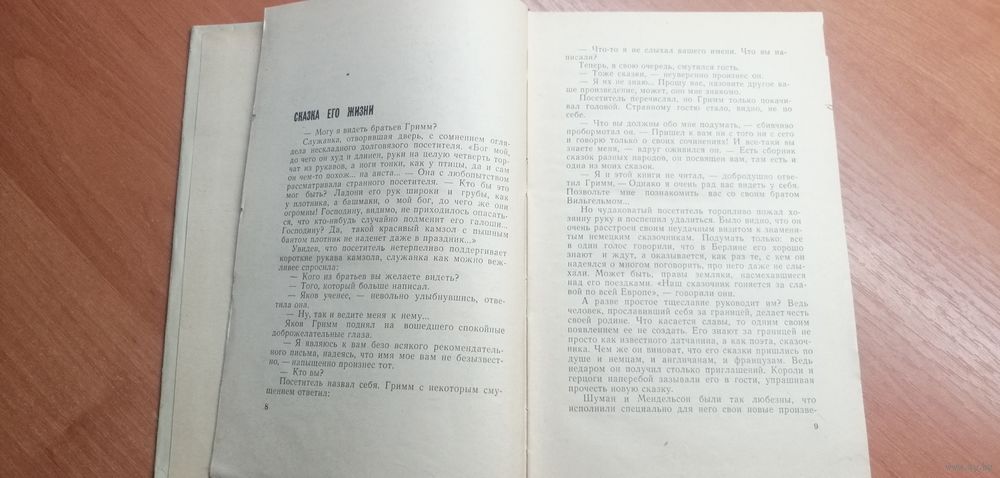 СКАЗКА ЕГО ЖИЗНИ
— Могу я видеть братьев Гримм?
Служанка, отворившая дверь, с сомнением огля-
дела нескладного долговязого посетителя. «Бог мой,
до чего он худ и длинен, руки на целую четверть тор-
чат из рукавов, а ноги тонки, как у птицы, да и сам
он чем-то похож... на аиста... — Она с любопытством
рассматривала странного посетителя. — Кто бы это
мог быть? Ладони его рук широки и грубы, как
у плотника, а башмаки, о мой бог, до чего же они
огромны! Господину, видимо, не приходилось опасать-
ся, что кто-нибудь случайно подменит его галоши...
Господину? Да, такой красивый камзол с пышным
бантом плотник не наденет даже в праздник...»
Увидев, что посетитель нетерпеливо поддергивает
короткие рукава камзола, служанка как можно веж-
ливее спросила:
— Кого из братьев вы желаете видеть?
— Того, который больше написал.
— Яков ученее, — невольно улыбнувшись, отве-
тила она.
— Ну, так и ведите меня к нему...
Яков Гримм поднял на вошедшего спокойные
доброжелательные глаза.
— Я являюсь к вам безо всякого рекомендатель-
ного письма, надеясь, что имя мое вам не безызвест-
но, — напыщенно произнес тот.
— Кто вы?
Посетитель назвал себя. Гримм с некоторым сму-
щением ответил:
8
— Что-то я не слыхал вашего имени. Что вы на-
писали?
Теперь, в свою очередь, смутился гость.
— Тоже сказки, — неуверенно произнес он.
— Я их не знаю... Прошу вас, назовите другое ва-
ше произведение, может, оно мне знакомо.
Посетитель перечислял, но Гримм только покачи-
вал головой. Странному гостю стало, видно, не по
себе.
— Что вы должны обо мне подумать, — сбивчиво
пробормотал он. — Пришел к вам ни с того ни с сего
и говорю только о своих сочинениях! И все-таки вы
знаете меня, — вдруг оживился он. — Есть сборник
сказок разных народов, он посвящен вам, там есть и
одна из моих сказок.
— Я и этой книги не читал, — добродушно отве-
тил Гримм, — Однако я очень рад вас видеть у себя.
Позвольте мне познакомить вас со своим братом
Вильгельмом...
Но чудаковатый посетитель торопливо пожал хо-
зяину руку и поспешил удалиться. Было видно, что он
очень расстроен своим неудачным визитом к знамени-
тым немецким сказочникам. Подумать только: все
в один голос говорили, что в Берлине его хорошо
знают и ждут, а оказывается, как раз те, с кем он
надеялся о многом поговорить, про него даже не слы-
хали. Может быть, правы земляки, насмехавшиеся
над его поездками. «Наш сказочник гоняется за сла-
вой по всей Европе», — говорили они.
А разве простое тщеславие руководит им? Ведь
человек, прославивший себя за границей, делает честь
своей родине. Что касается славы, то одним своим
появлением ее не создать. Его знают за границей не
просто как известного датчанина, а как поэта, сказоч-
ника. Чем же он виноват, что его сказки пришлись по
душе и немцам, и англичанам, и французам. Ведь
недаром он получил столько приглашений. Короли и
герцоги наперебой зазывали его в гости, упрашивая
прочесть новую сказку.
Шуман и Мендельсон были так любезны, что
исполнили специально для него свои новые произве-
9